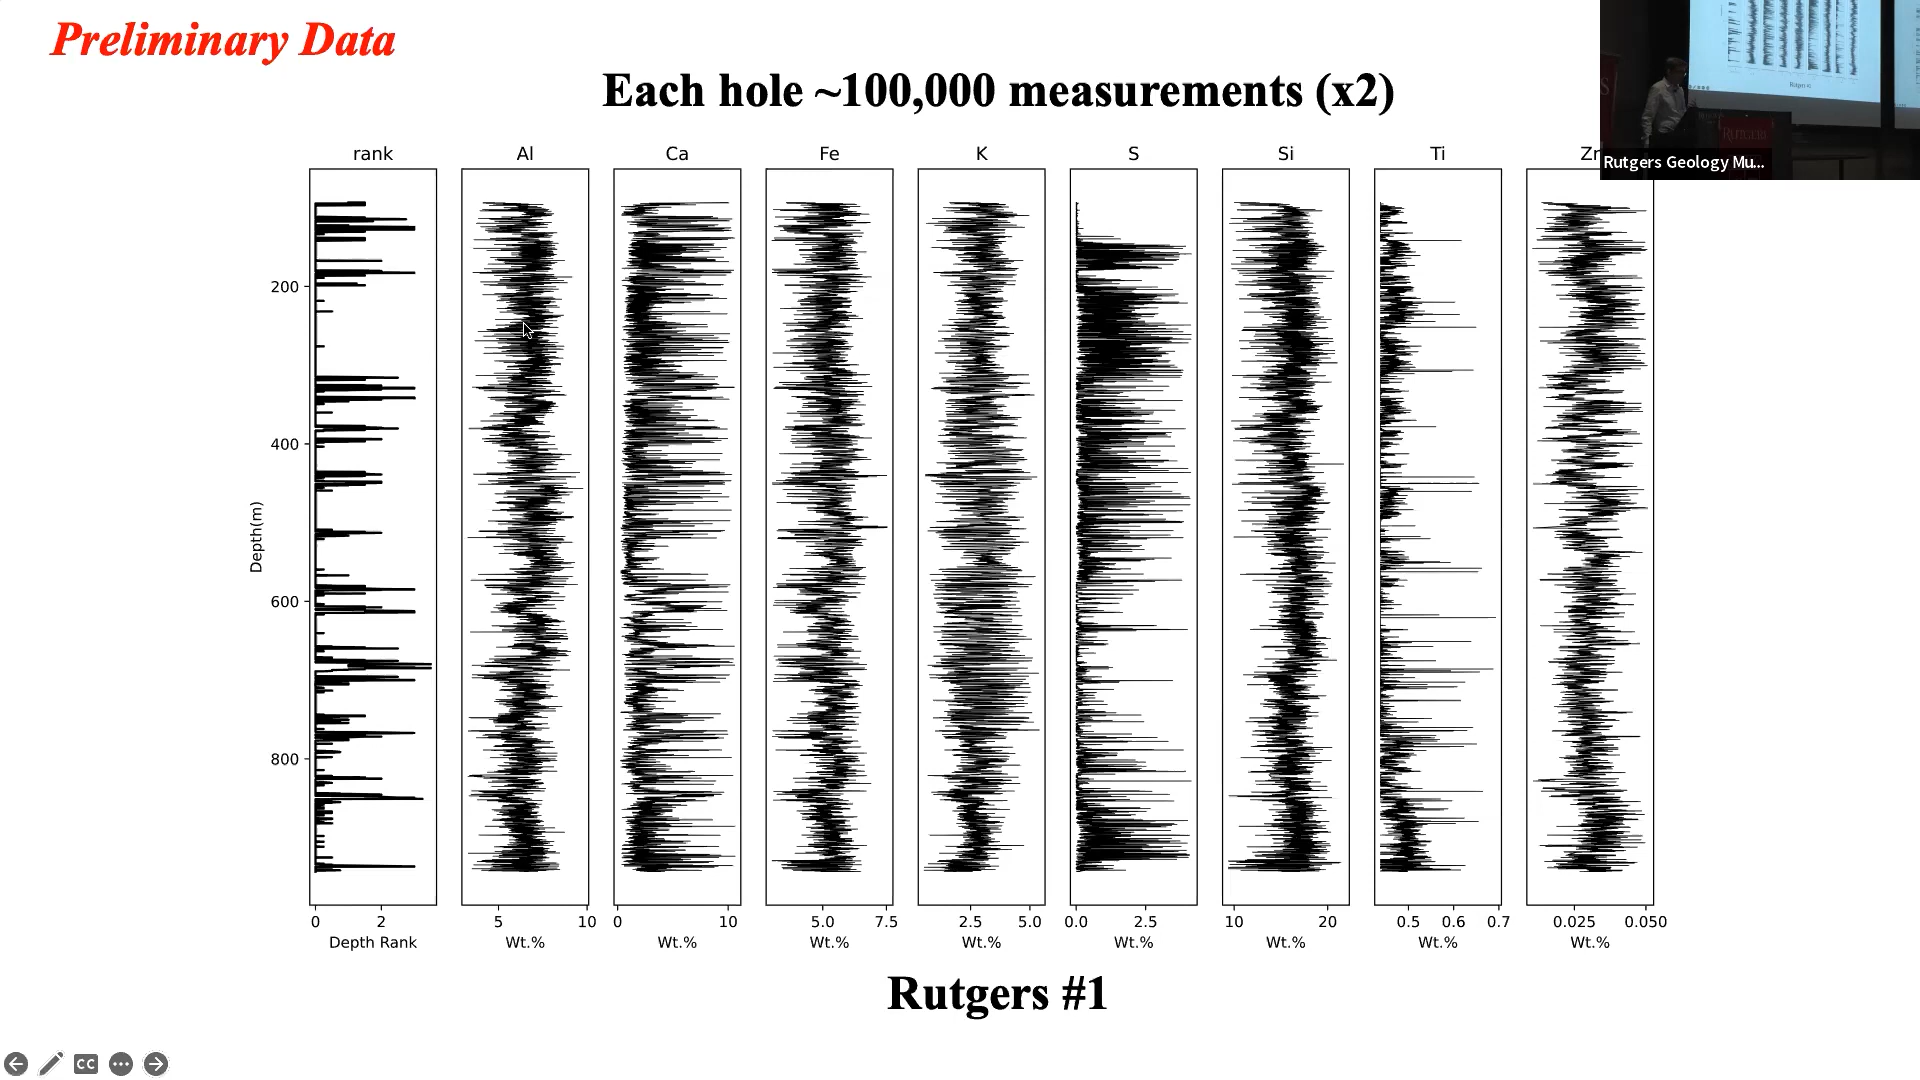 Preliminary Data
Each hole ~100,000 measurements (x2)
Rutgers Geology Mu...
RUTGERS
rank Al Ca Fe K S Si Ti Zr
Depth(m)
200
400
600
800
0 2 5 10 0 10 5.0 7.5 2.5 5.0 0.0 2.5 10 20 0.5 0.6 0.7 0.025 0.050
Depth Rank Wt.% Wt.% Wt.% Wt.% Wt.% Wt.% Wt.% Wt.%
Rutgers #1
CC